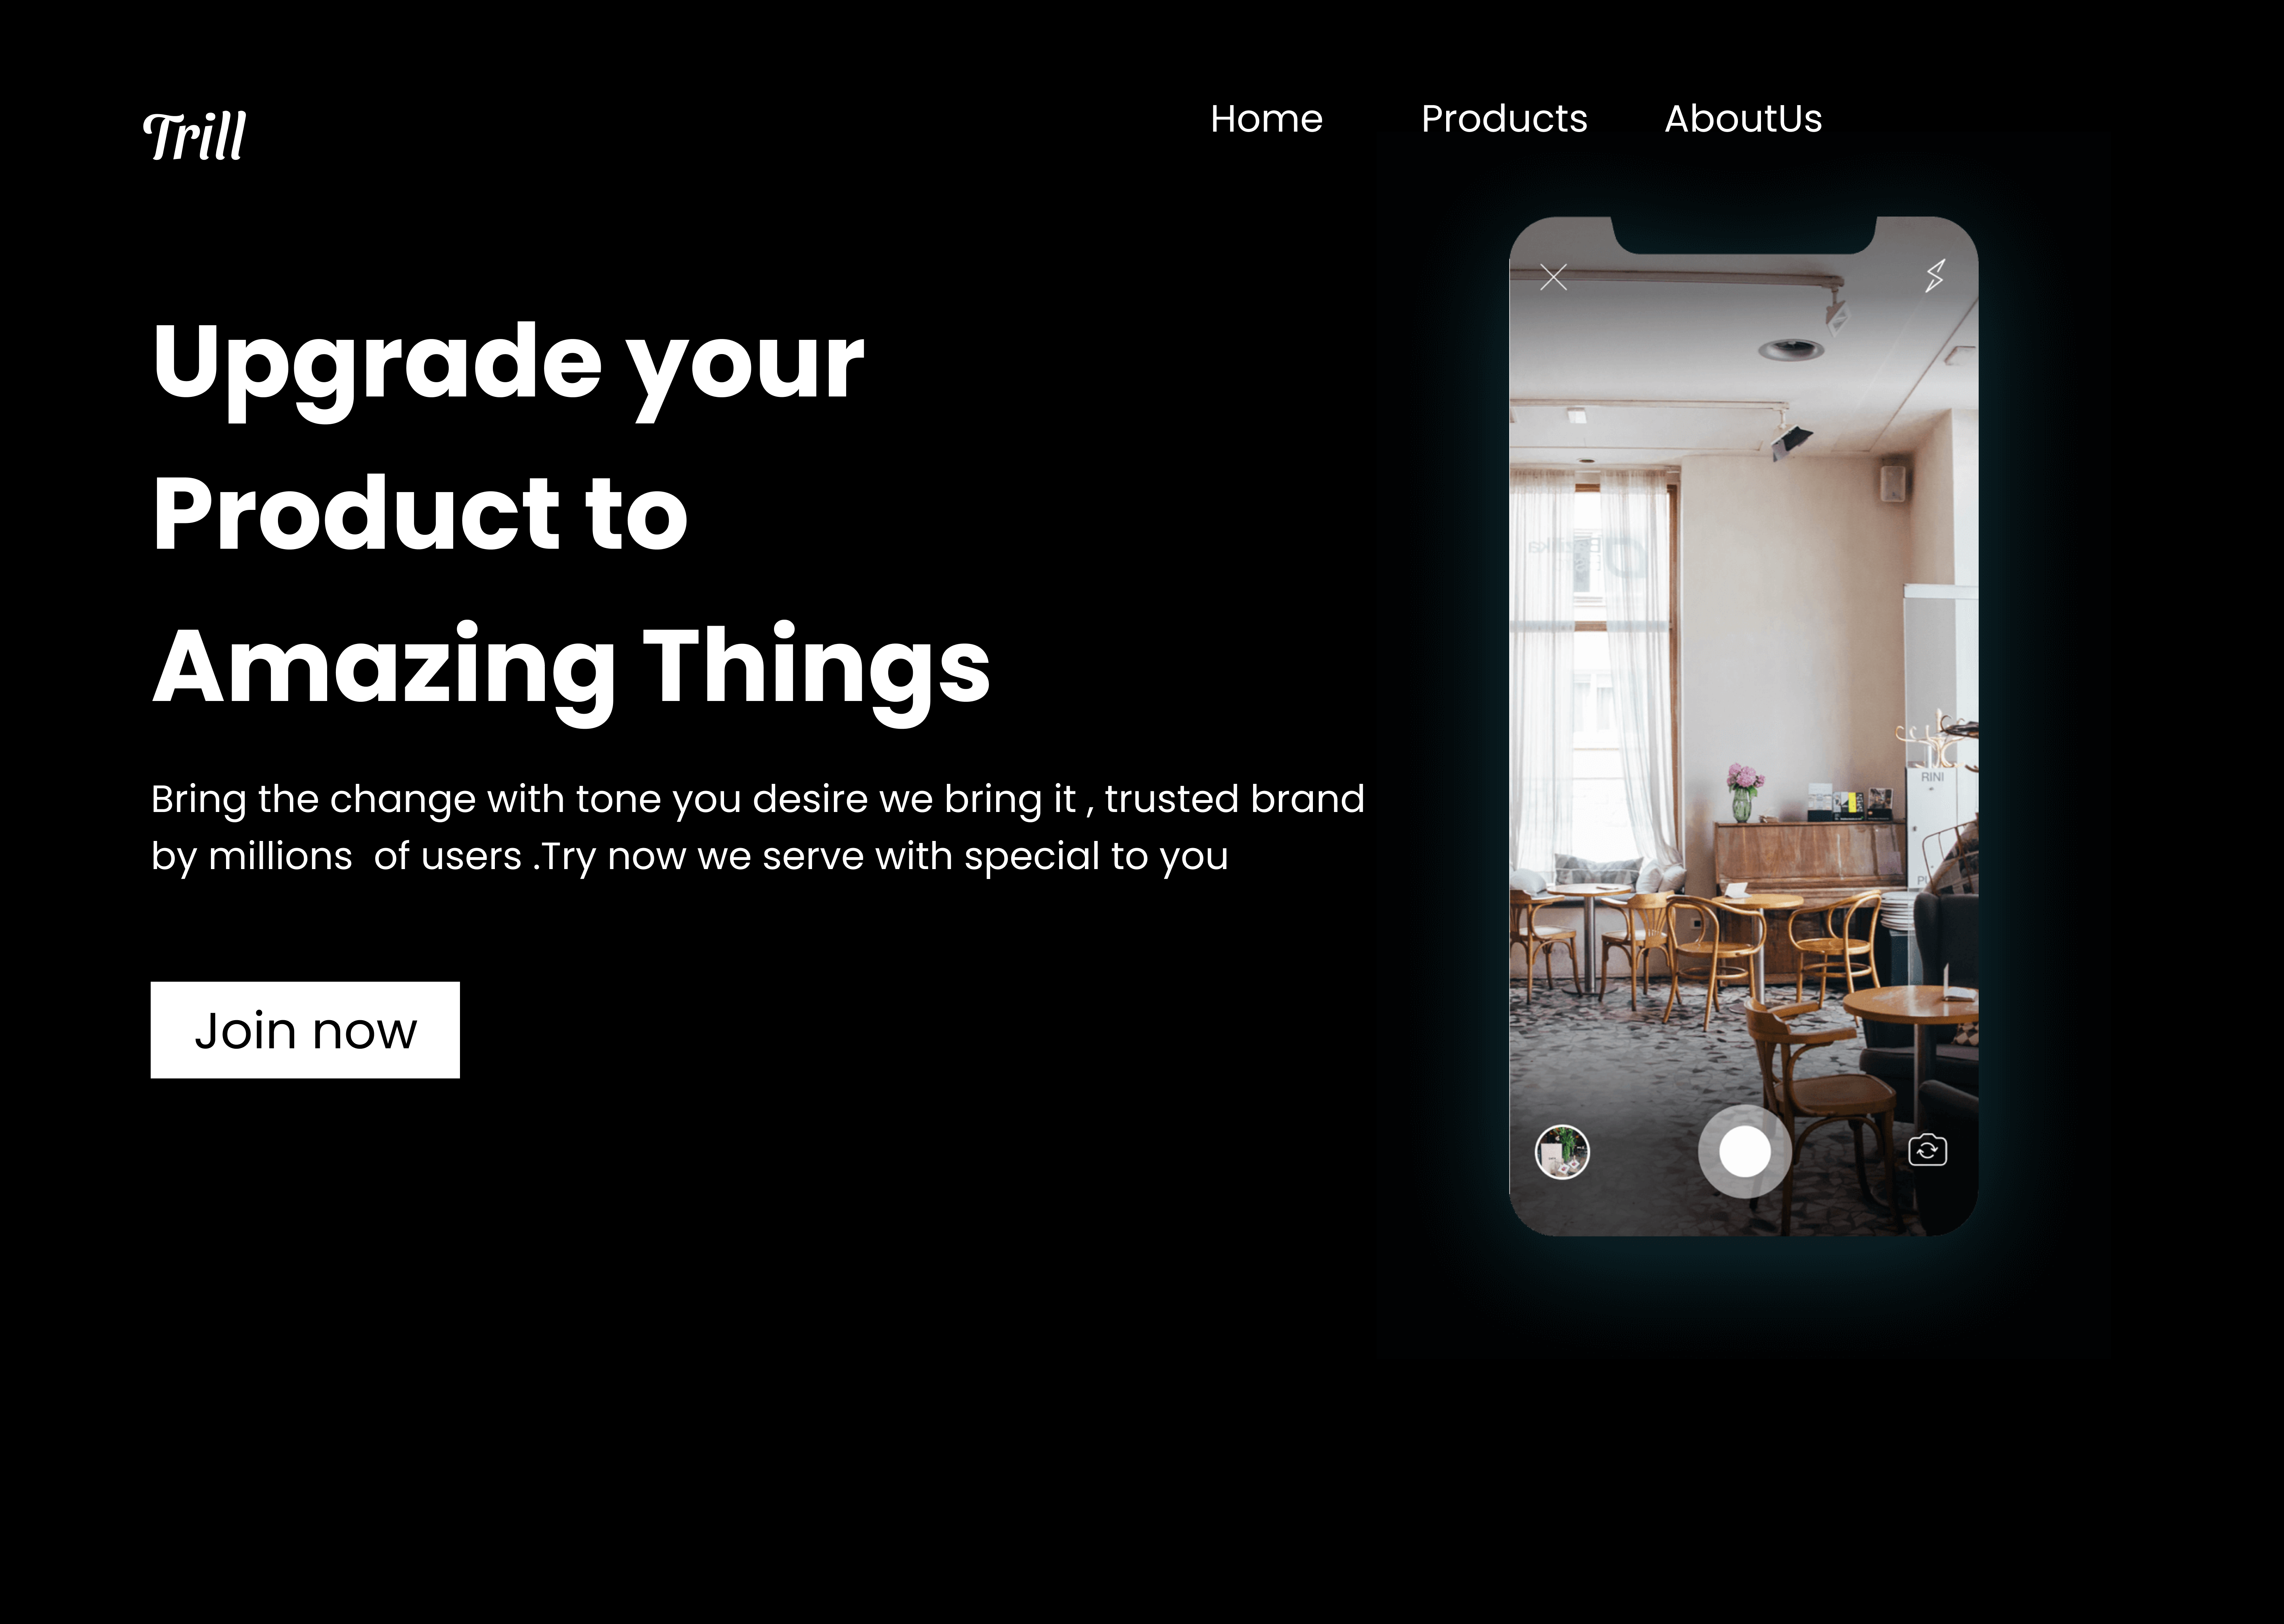 Trill
Home Products AboutUs
Upgrade your
Product to
Amazing Things
Bring the change with tone you desire we bring it , trusted brand
by millions  of users .Try now we serve with special to you
Join now
RINI